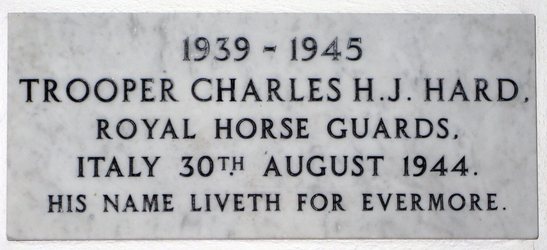 1939 - 1945
TROOPER CHARLES H.J. HARD,
ROYAL HORSE GUARDS,
ITALY 30TH AUGUST 1944.
HIS NAME LIVETH FOR EVERMORE.